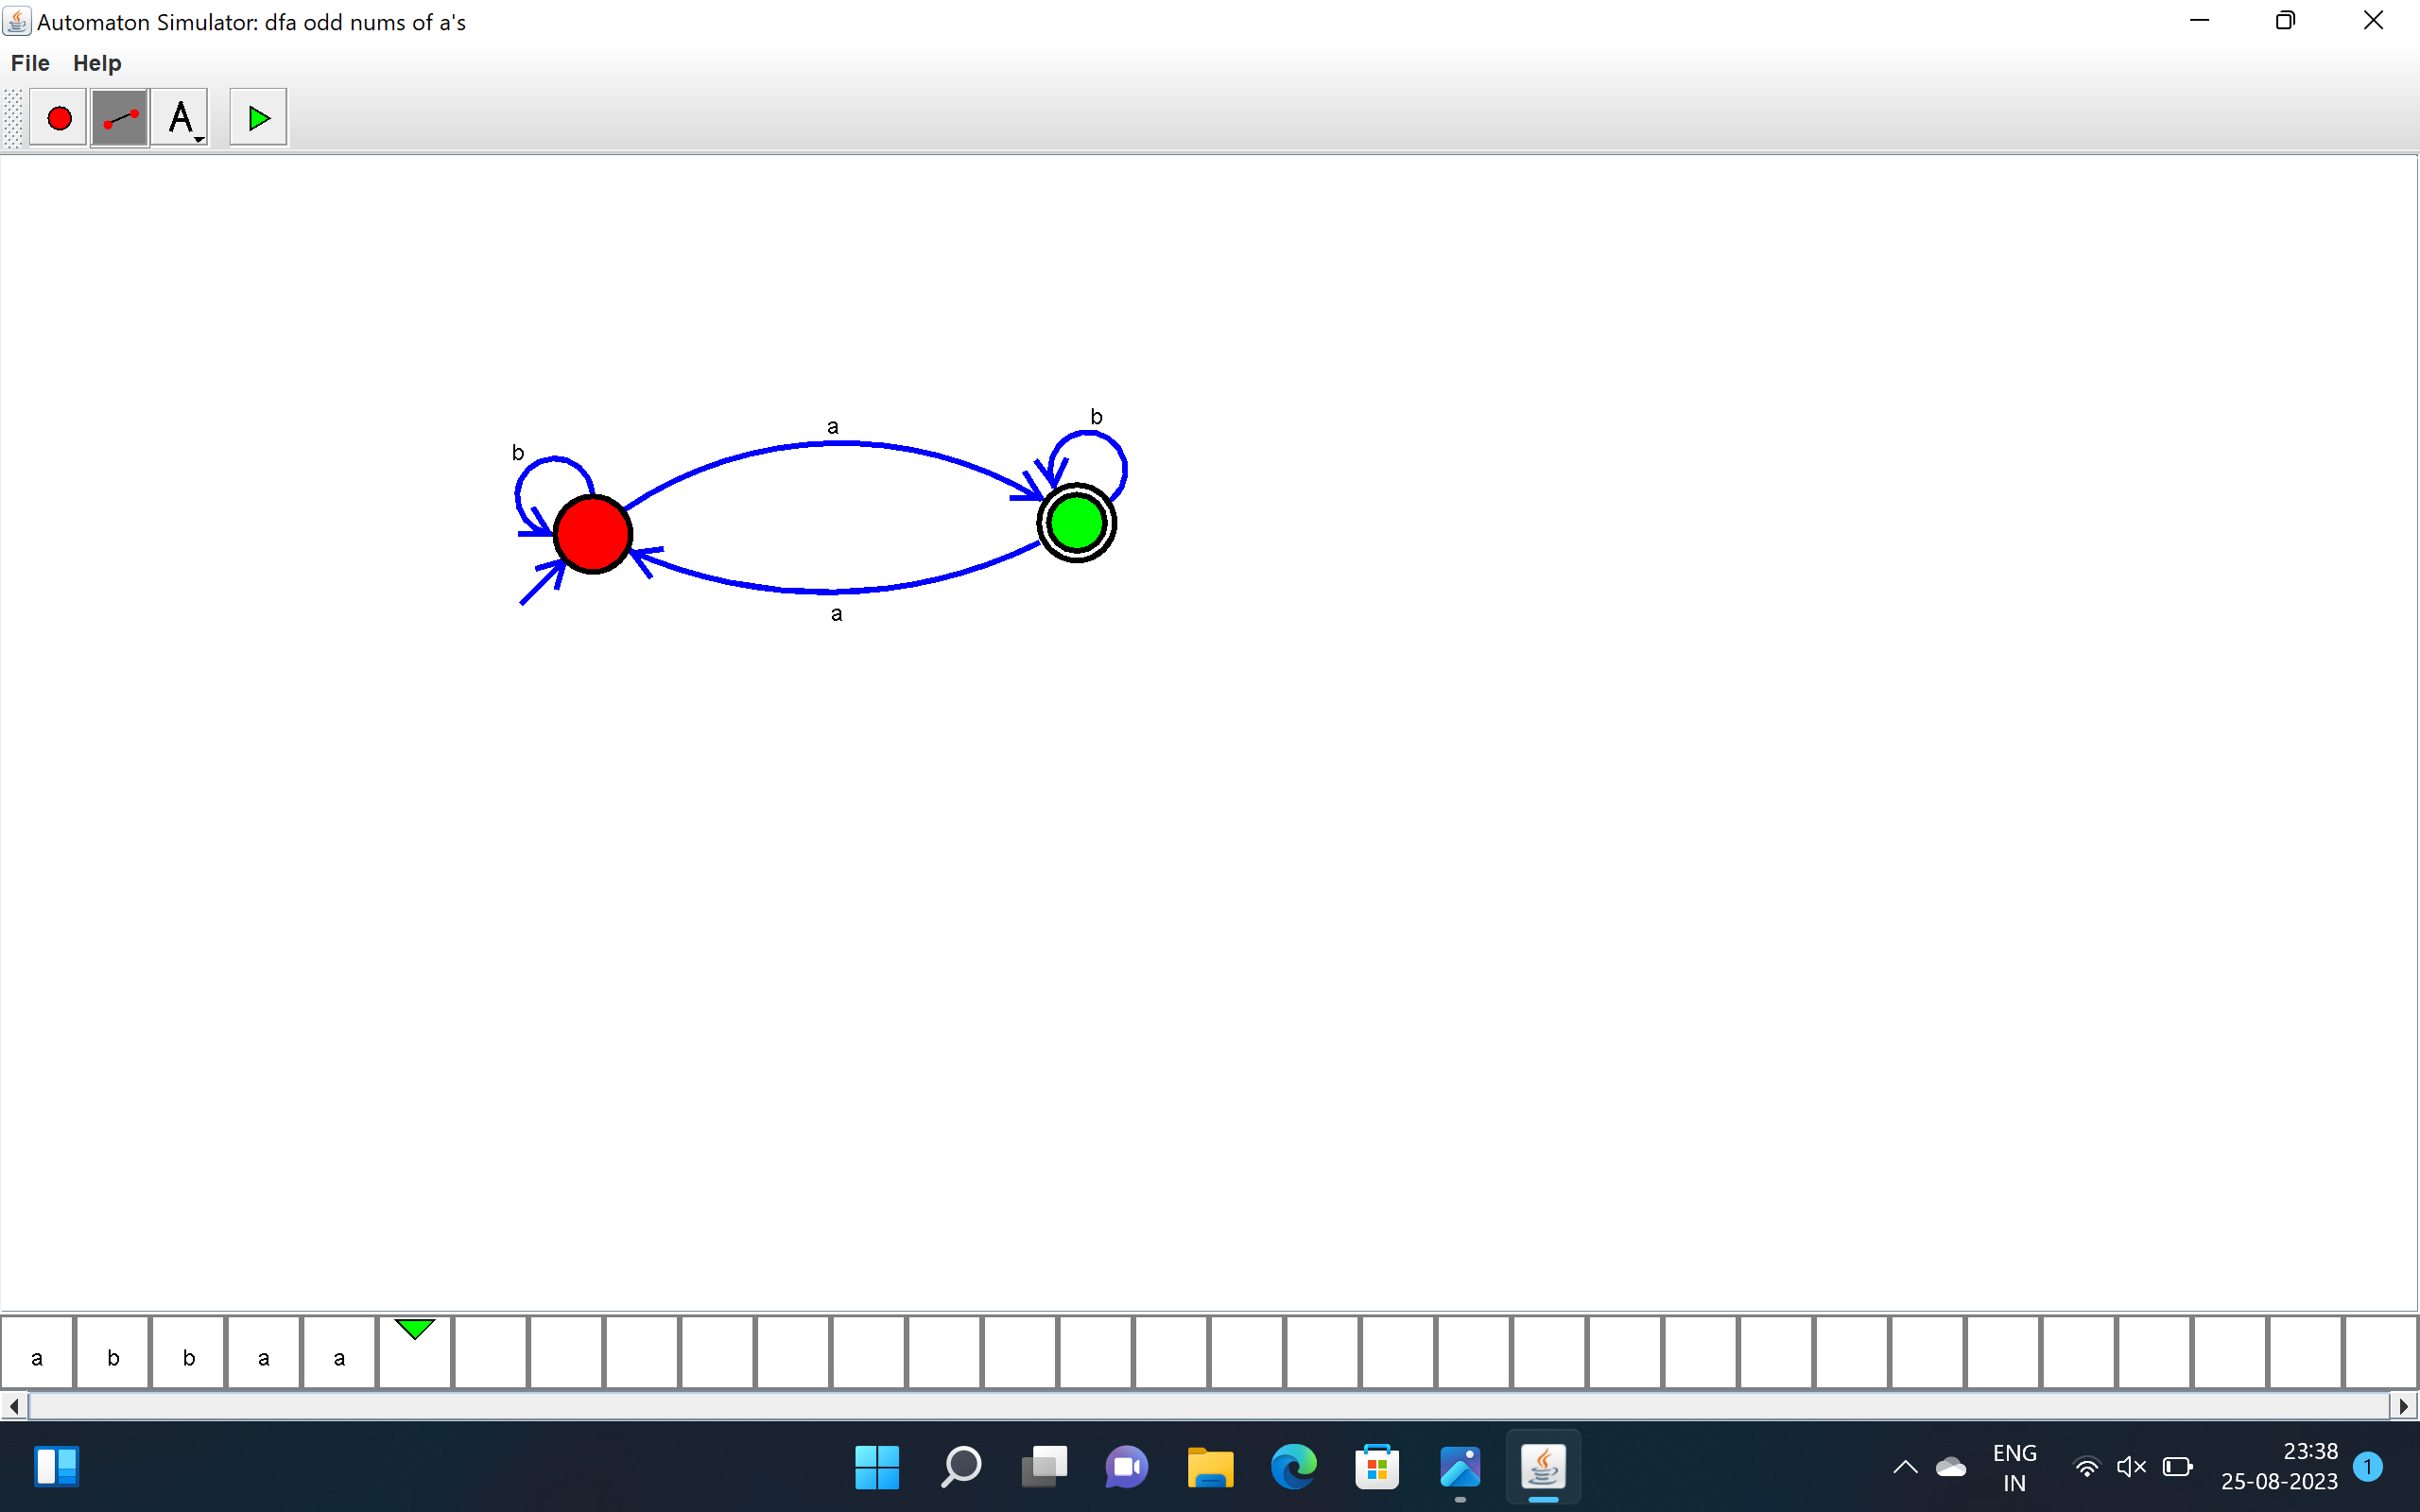 Automaton Simulator: dfa odd nums of a's
File Help
A
b
a
b
a
a b b a a
ENG
IN
23:38
25-08-2023
1